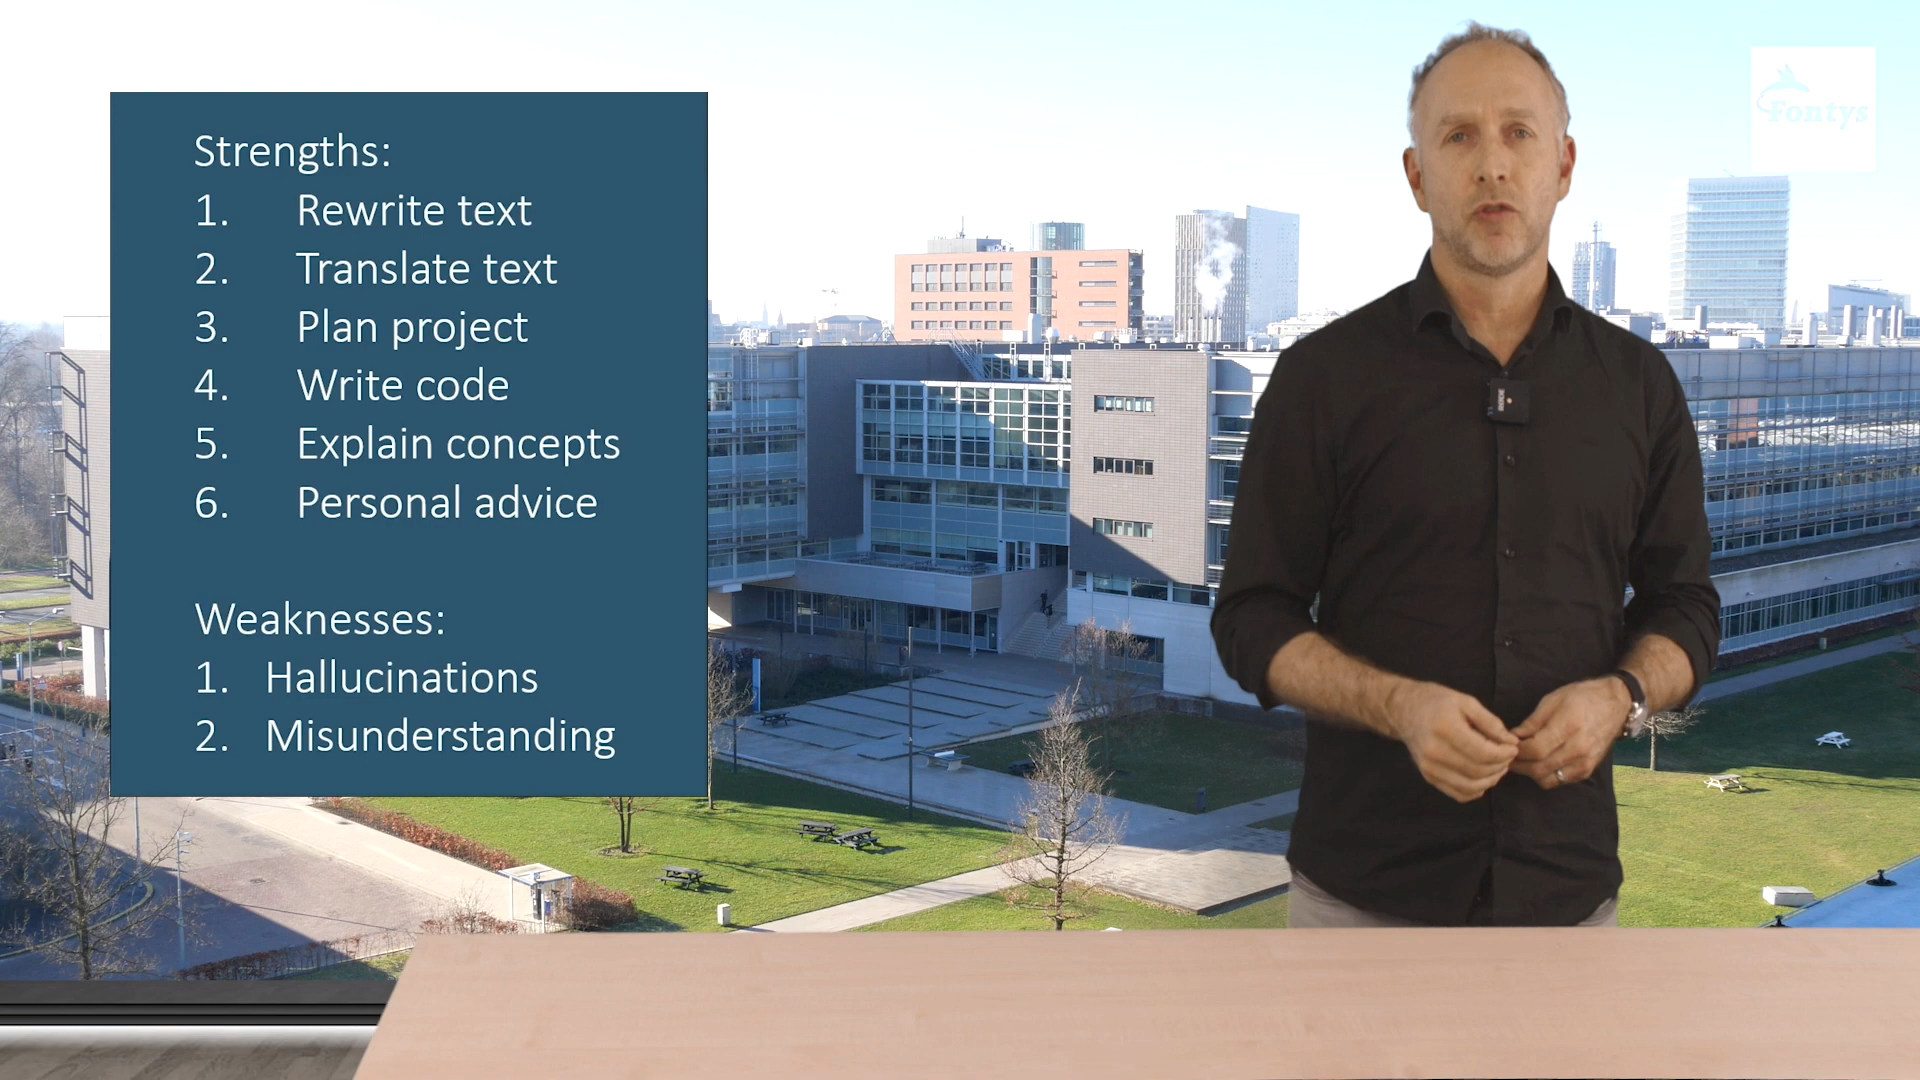 Strengths:
1. Rewrite text
2. Translate text
3. Plan project
4. Write code
5. Explain concepts
6. Personal advice
Weaknesses:
1. Hallucinations
2. Misunderstanding
Fontys
RODE